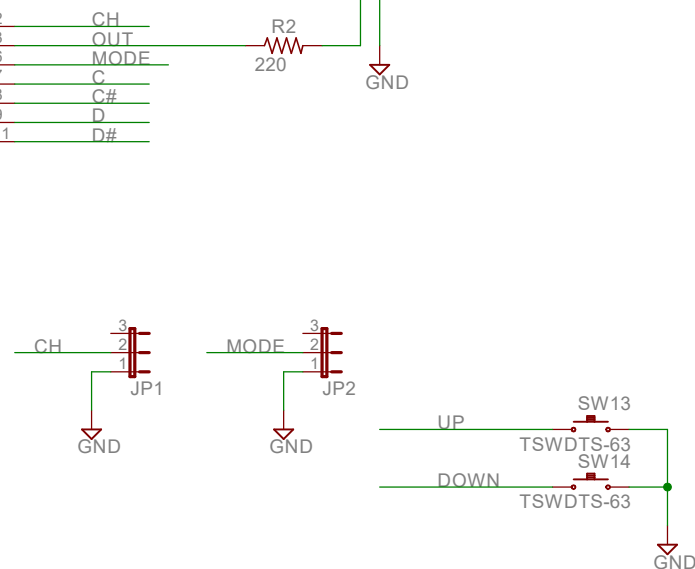 CH
OUT
MODE
C
C#
D
D#
1
R2
220
GND
3
CH 2
1
JP1
GND
3
MODE 2
1
JP2
GND
SW13
UP
TSWDTS-63
SW14
DOWN
TSWDTS-63
GND